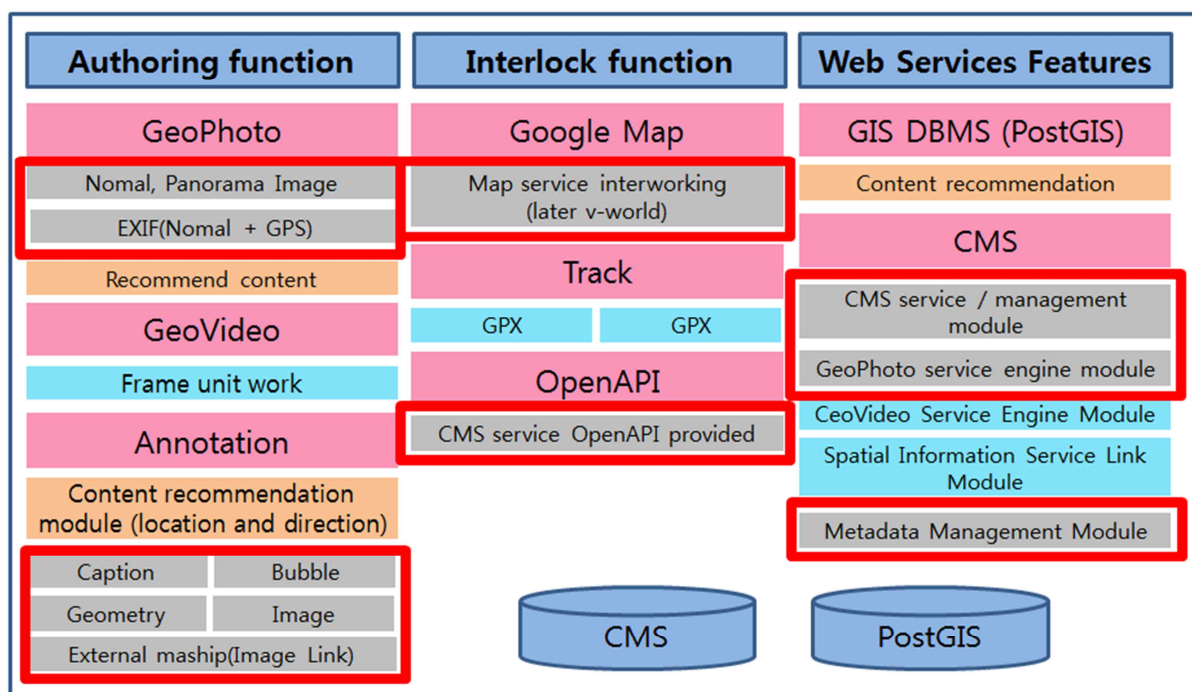 Authoring function
GeoPhoto
Nomal, Panorama Image
EXIF(Nomal + GPS)
Recommend content
GeoVideo
Frame unit work
Annotation
Content recommendation
module (location and direction)
Caption
Bubble
Geometry
Image
External maship(Image Link)
Interlock function
Google Map
Map service interworking
(later v-world)
Track
GPX
GPX
OpenAPI
CMS service OpenAPI provided
Web Services Features
GIS DBMS (PostGIS)
Content recommendation
CMS
CMS service / management
module
GeoPhoto service engine module
CeoVideo Service Engine Module
Spatial Information Service Link
Module
Metadata Management Module
CMS
PostGIS